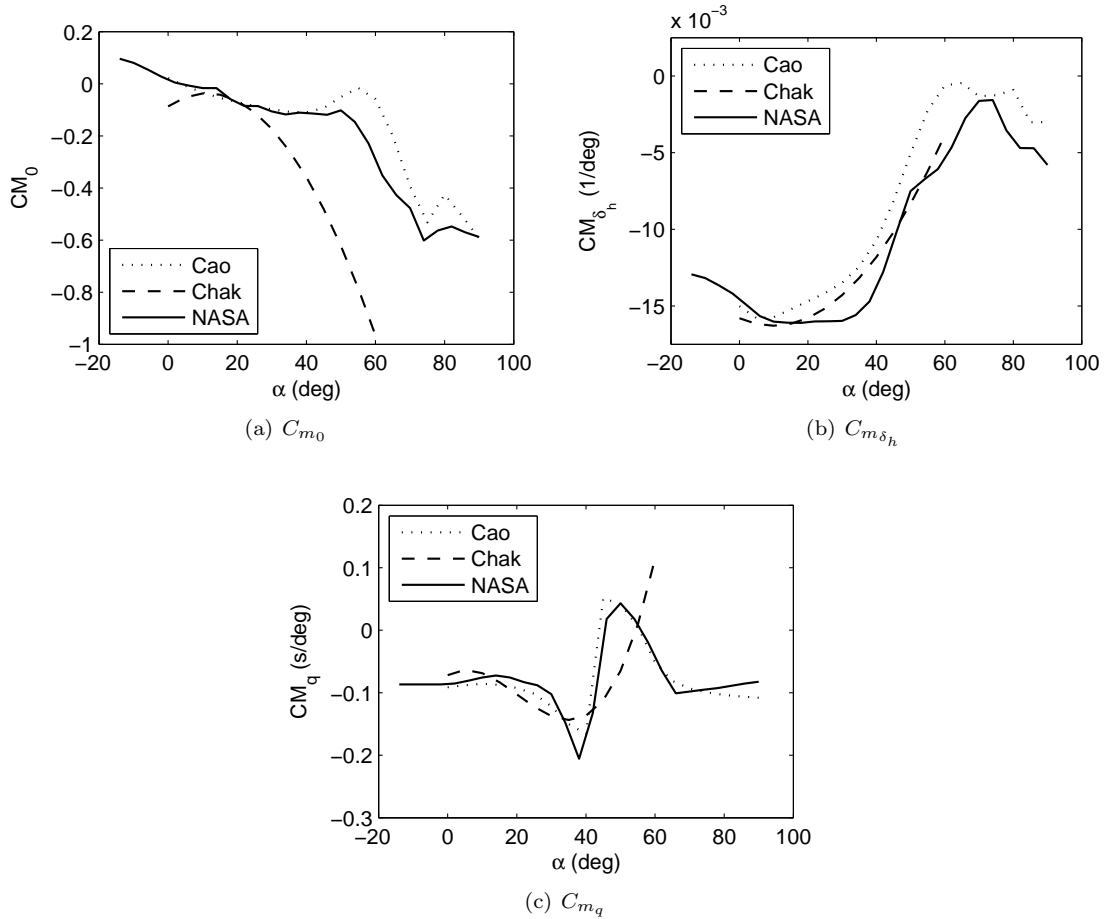 0.2
0
−0.2
−0.4
−0.6
−0.8
−1
CM0
Cao
Chak
NASA
−20 0 20 40 60 80 100
α (deg)
(a) Cm0
x 10−3
0
−5
−10
−15
CMδh (1/deg)
Cao
Chak
NASA
−20 0 20 40 60 80 100
α (deg)
(b) Cmδh
0.2
0.1
0
−0.1
−0.2
−0.3
CMq (s/deg)
Cao
Chak
NASA
−20 0 20 40 60 80 100
α (deg)
(c) Cmq